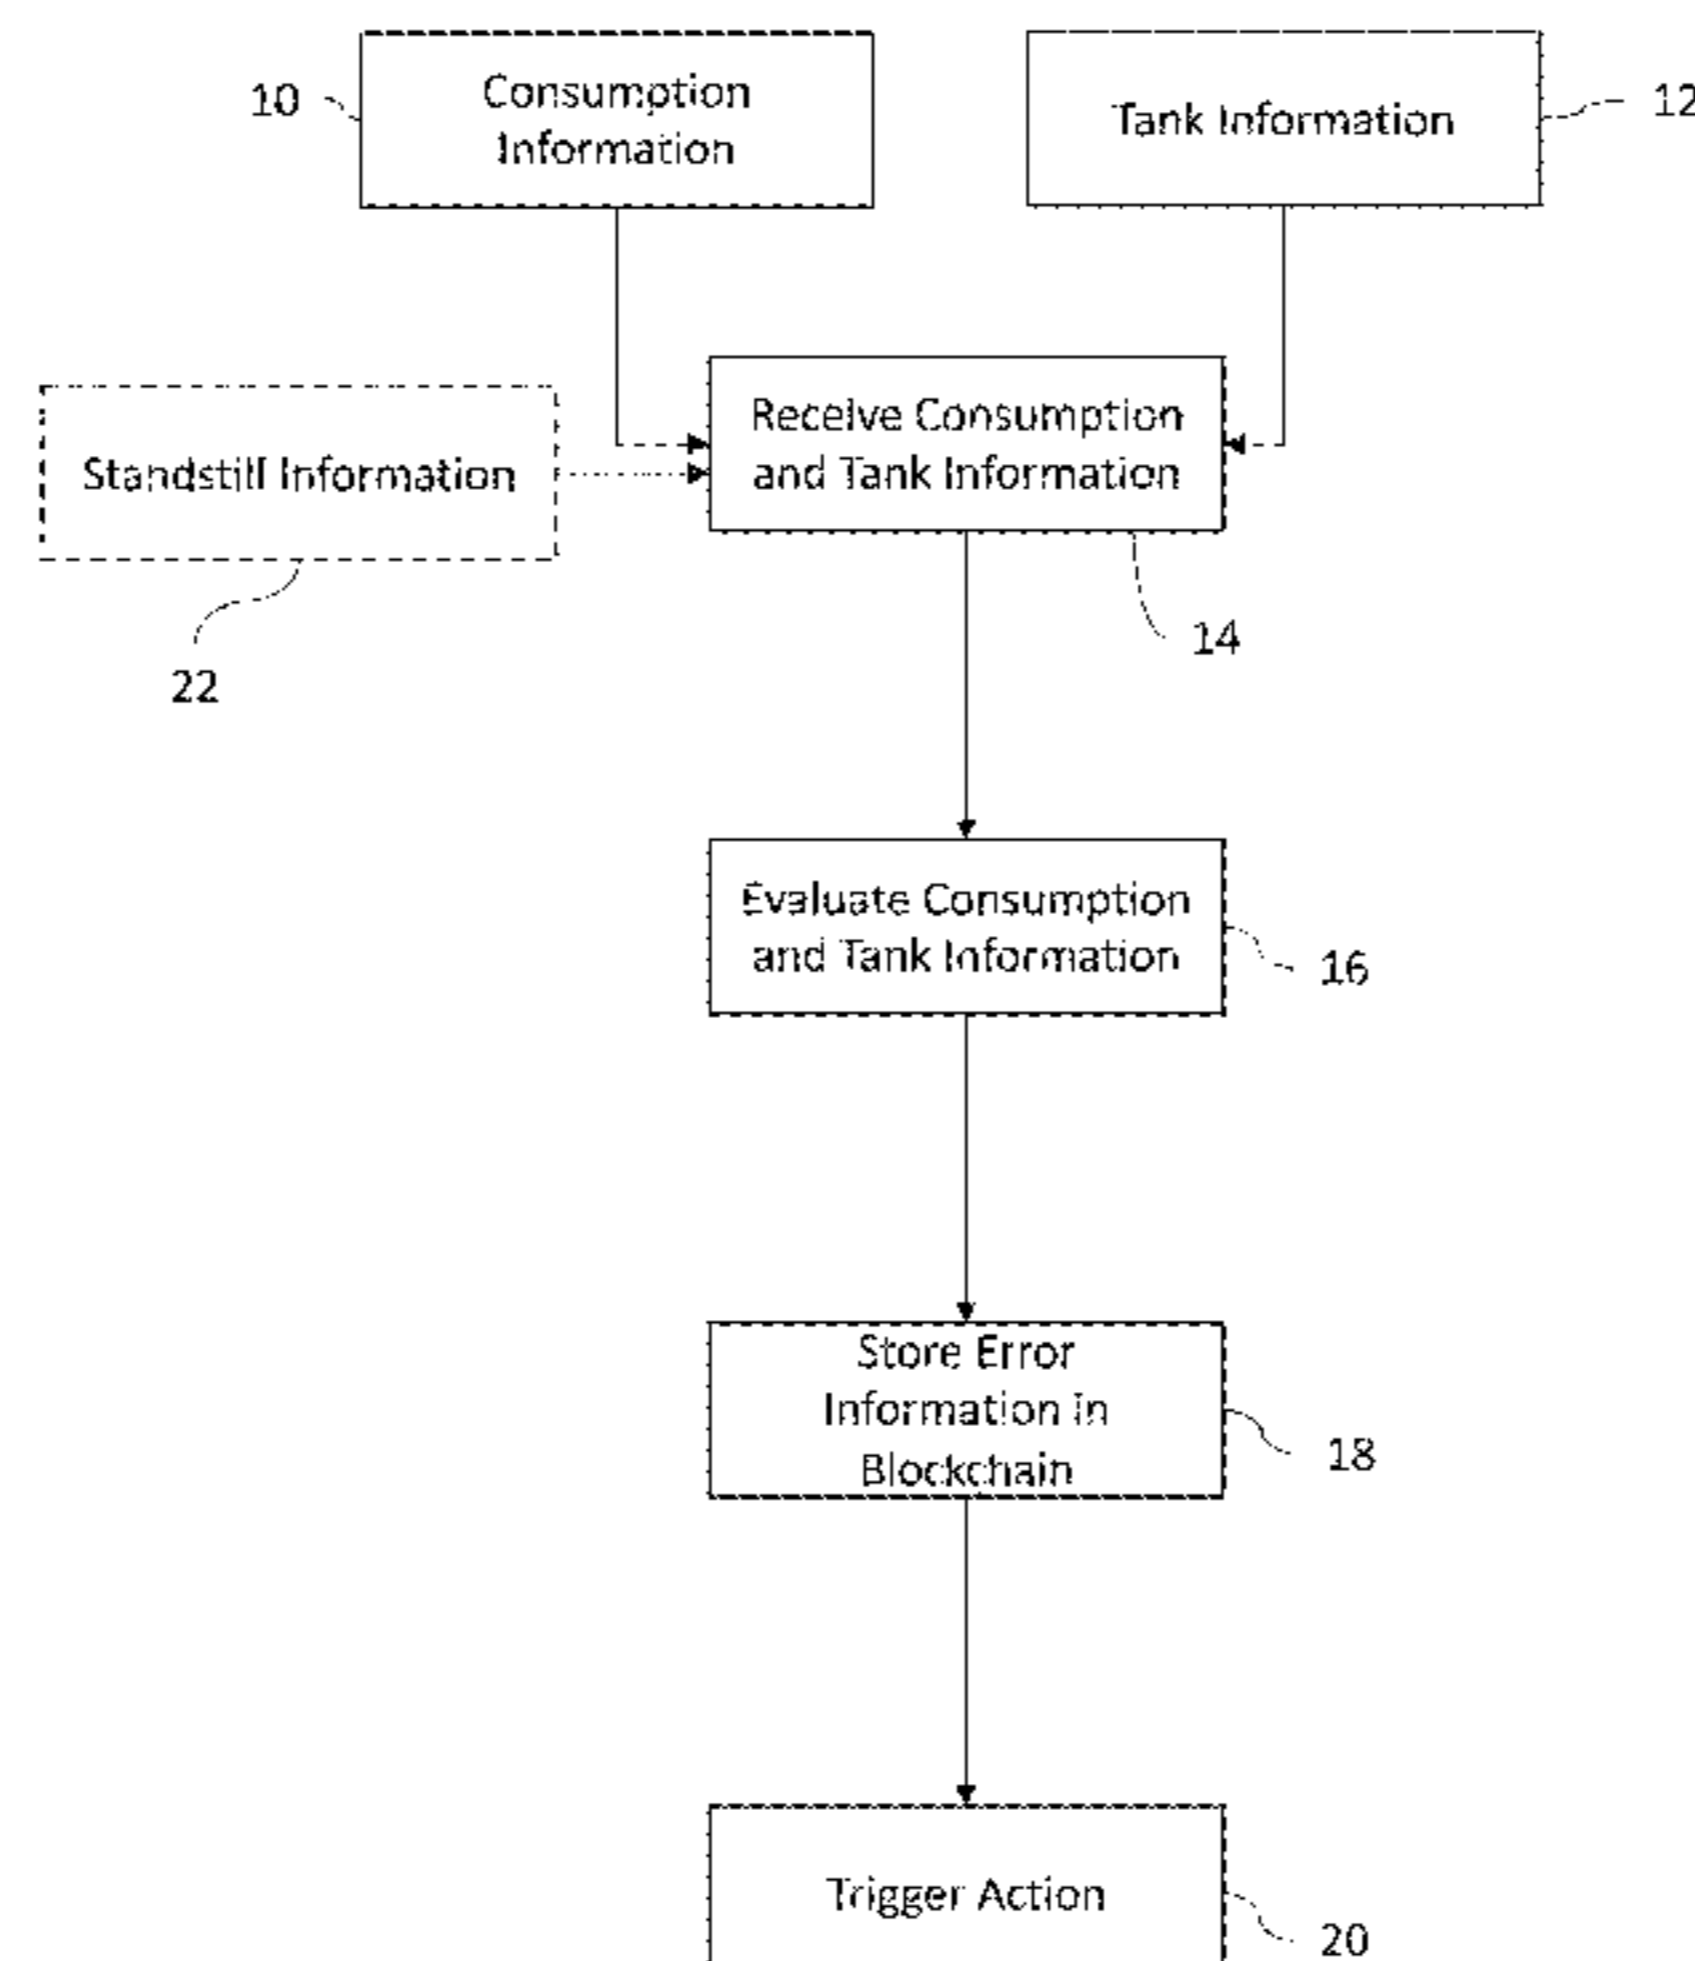 10
Consumption
Information
Tank Information
12
Receive Consumption
and Tank Information
Standstill Information
14
22
Evaluate Consumption
and Tank Information
16
Store Error
Information in
Blockchain
18
Trigger Action
20